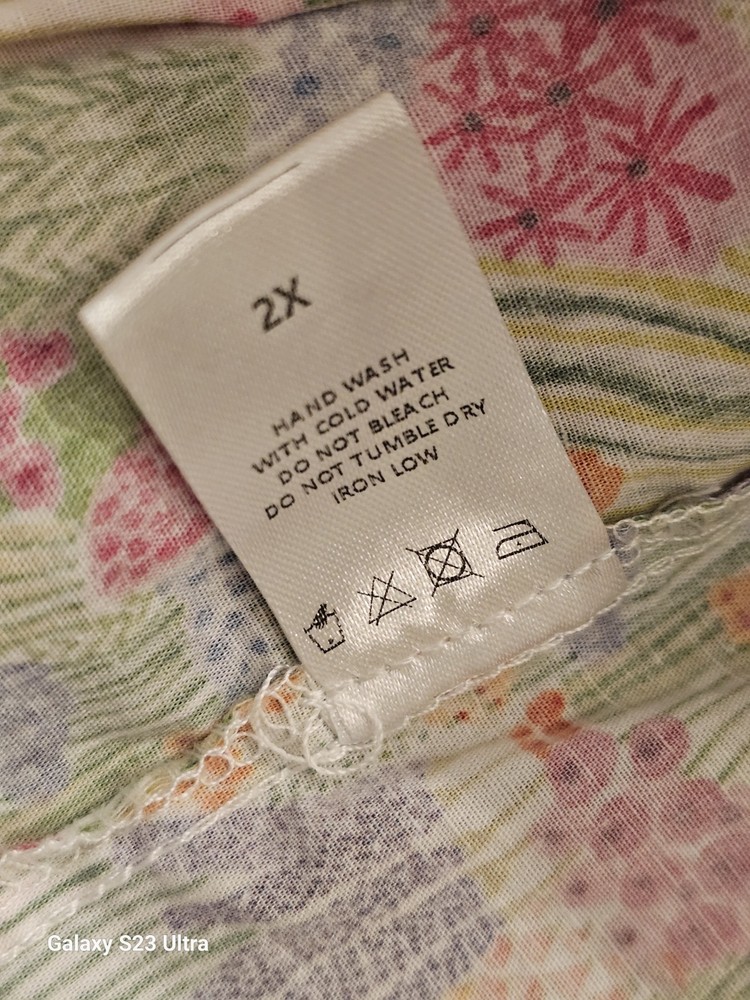 2X
HAND WASH
WITH COLD WATER
DO NOT BLEACH
DO NOT TUMBLE DRY
IRON LOW
Galaxy S23 Ultra